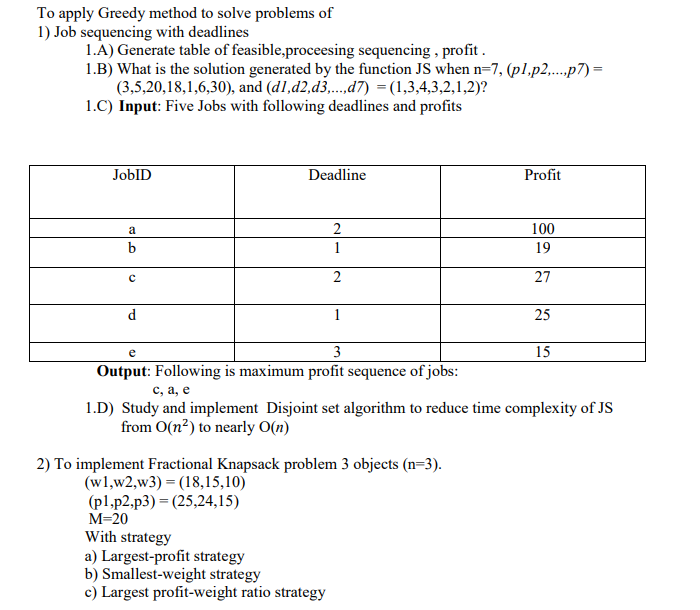 To apply Greedy method to solve problems of
1) Job sequencing with deadlines
1.A) Generate table of feasible,proceesing sequencing , profit .
1.B) What is the solution generated by the function JS when n=7, (p1,p2,...,p7) =
(3,5,20,18,1,6,30), and (d1,d2,d3,...,d7) = (1,3,4,3,2,1,2)?
1.C) Input: Five Jobs with following deadlines and profits
JobID Deadline Profit
a 2 100
b 1 19
c 2 27
d 1 25
e 3 15
Output: Following is maximum profit sequence of jobs:
c, a, e
1.D) Study and implement Disjoint set algorithm to reduce time complexity of JS
from O(n²) to nearly O(n)
2) To implement Fractional Knapsack problem 3 objects (n=3).
(w1,w2,w3) = (18,15,10)
(p1,p2,p3) = (25,24,15)
M=20
With strategy
a) Largest-profit strategy
b) Smallest-weight strategy
c) Largest profit-weight ratio strategy